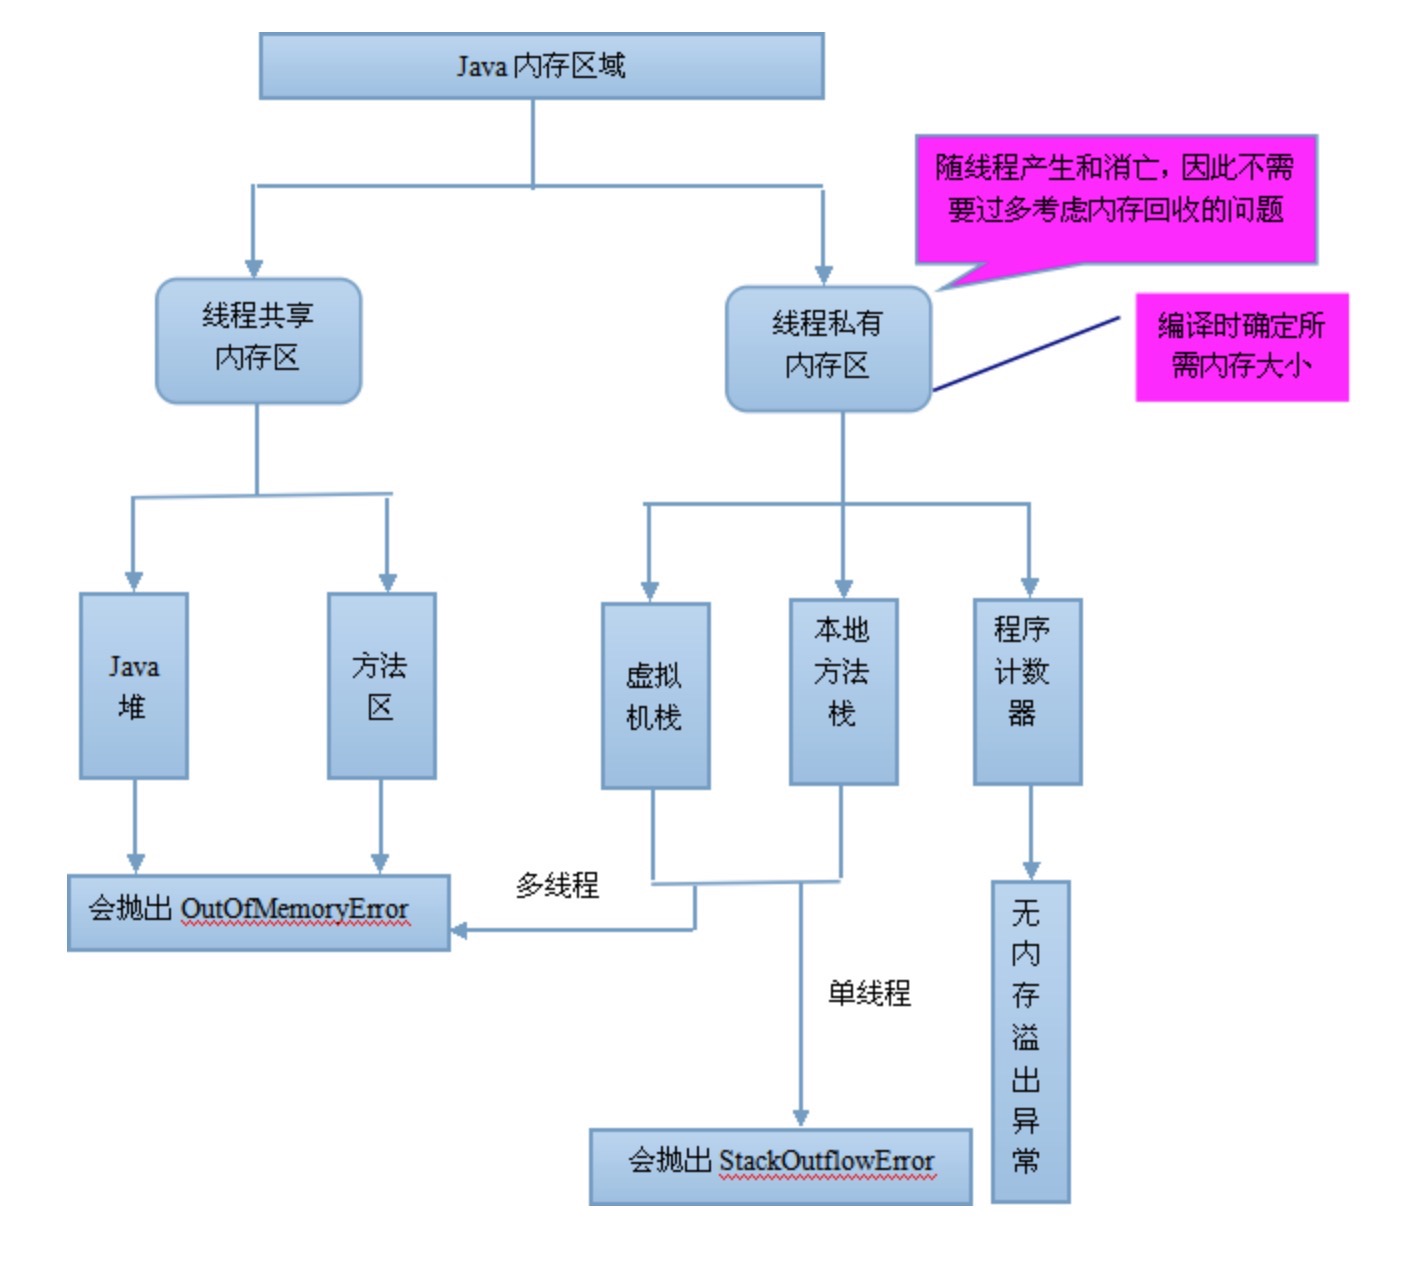 Java 内存区域
随线程产生和消亡，因此不需
要过多考虑内存回收的问题
线程共享
内存区
线程私有
内存区
编译时确定所
需内存大小
Java
堆
方法
区
虚拟
机栈
本地
方法
栈
程序
计数
器
会抛出 OutOfMemoryError
多线程
单线程
无
内
存
溢
出
异
常
会抛出 StackOutflowError